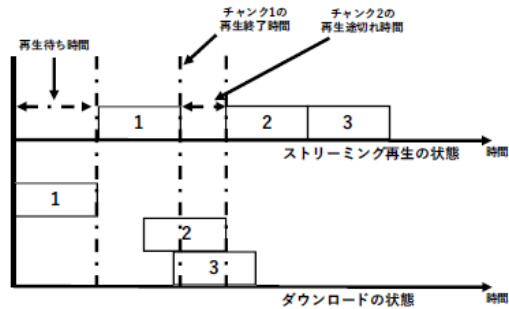 チャンク1の
再生終了時間
チャンク2の
再生途切れ時間
再生待ち時間
1
2
3
ストリーミング再生の状態
時間
1
2
3
ダウンロードの状態
時間